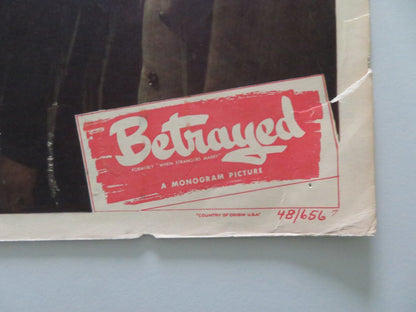 Betrayed
FORMERLY "WHEN STRANGERS MARRY"
A MONOGRAM PICTURE
"COUNTRY OF ORIGIN U.S.A."
48/656